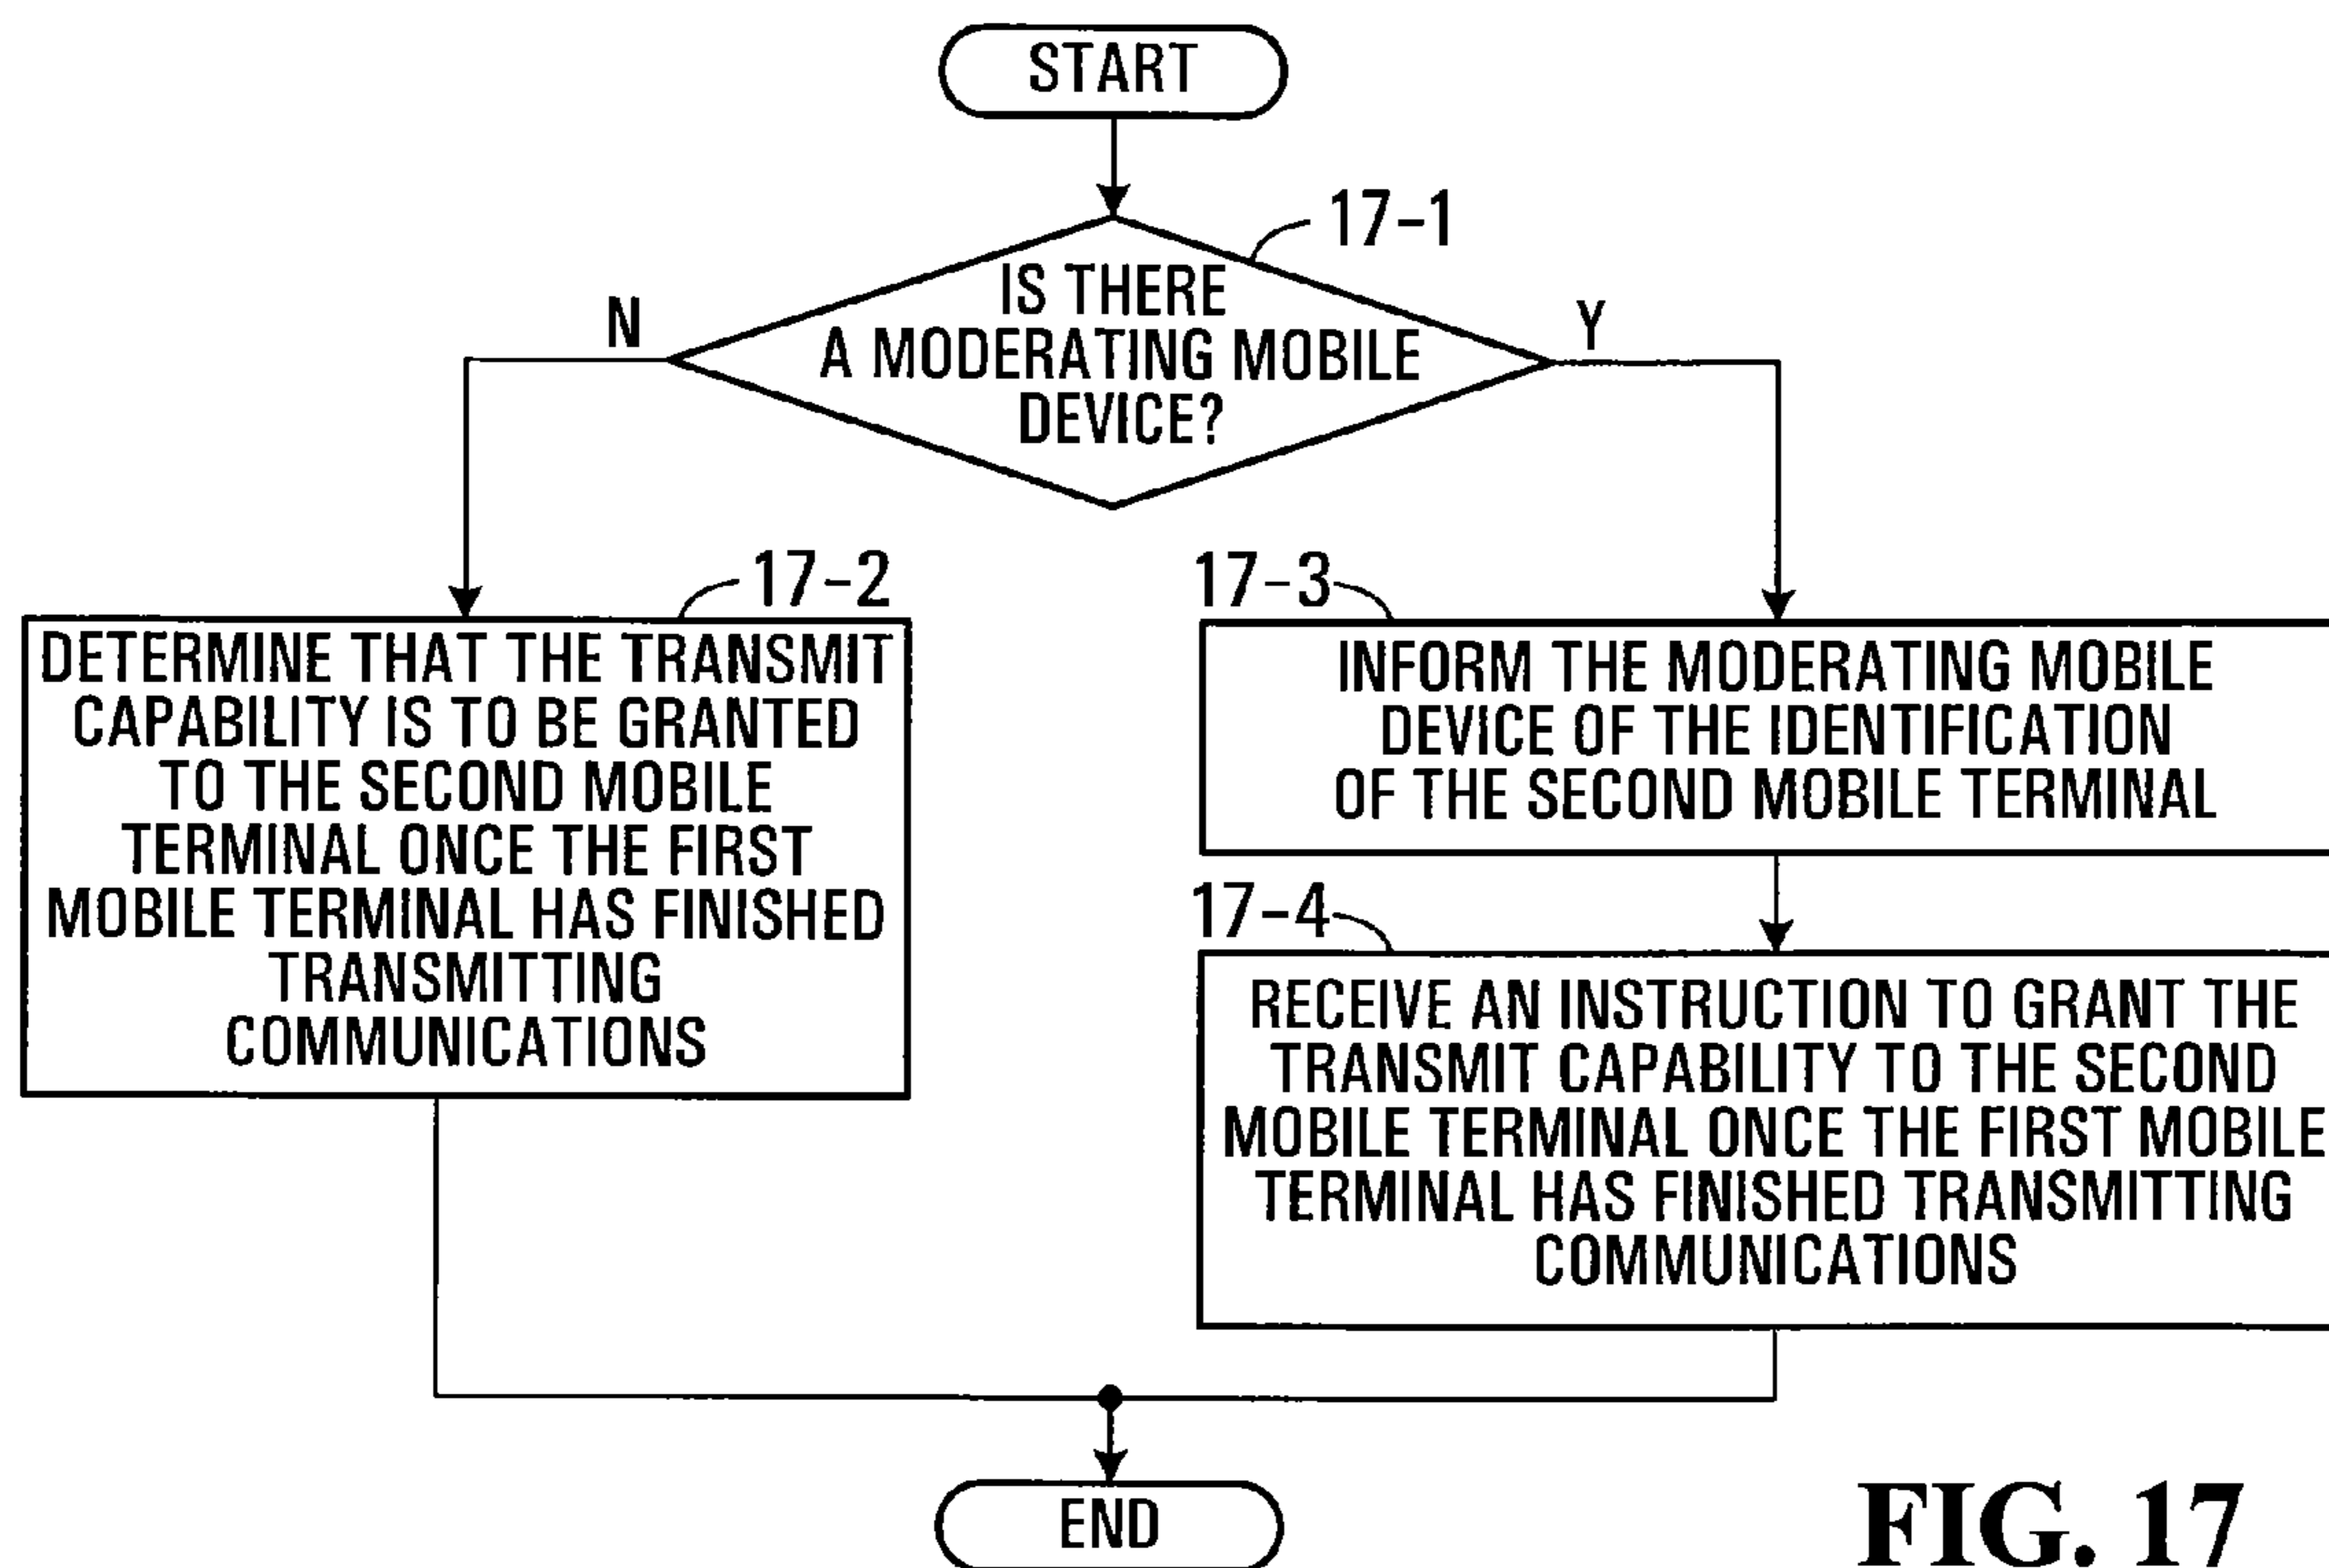 START
17-1
IS THERE
A MODERATING MOBILE
DEVICE?
N
Y
17-2
DETERMINE THAT THE TRANSMIT
CAPABILITY IS TO BE GRANTED
TO THE SECOND MOBILE
TERMINAL ONCE THE FIRST
MOBILE TERMINAL HAS FINISHED
TRANSMITTING
COMMUNICATIONS
17-3
INFORM THE MODERATING MOBILE
DEVICE OF THE IDENTIFICATION
OF THE SECOND MOBILE TERMINAL
17-4
RECEIVE AN INSTRUCTION TO GRANT THE
TRANSMIT CAPABILITY TO THE SECOND
MOBILE TERMINAL ONCE THE FIRST MOBILE
TERMINAL HAS FINISHED TRANSMITTING
COMMUNICATIONS
END
FIG. 17